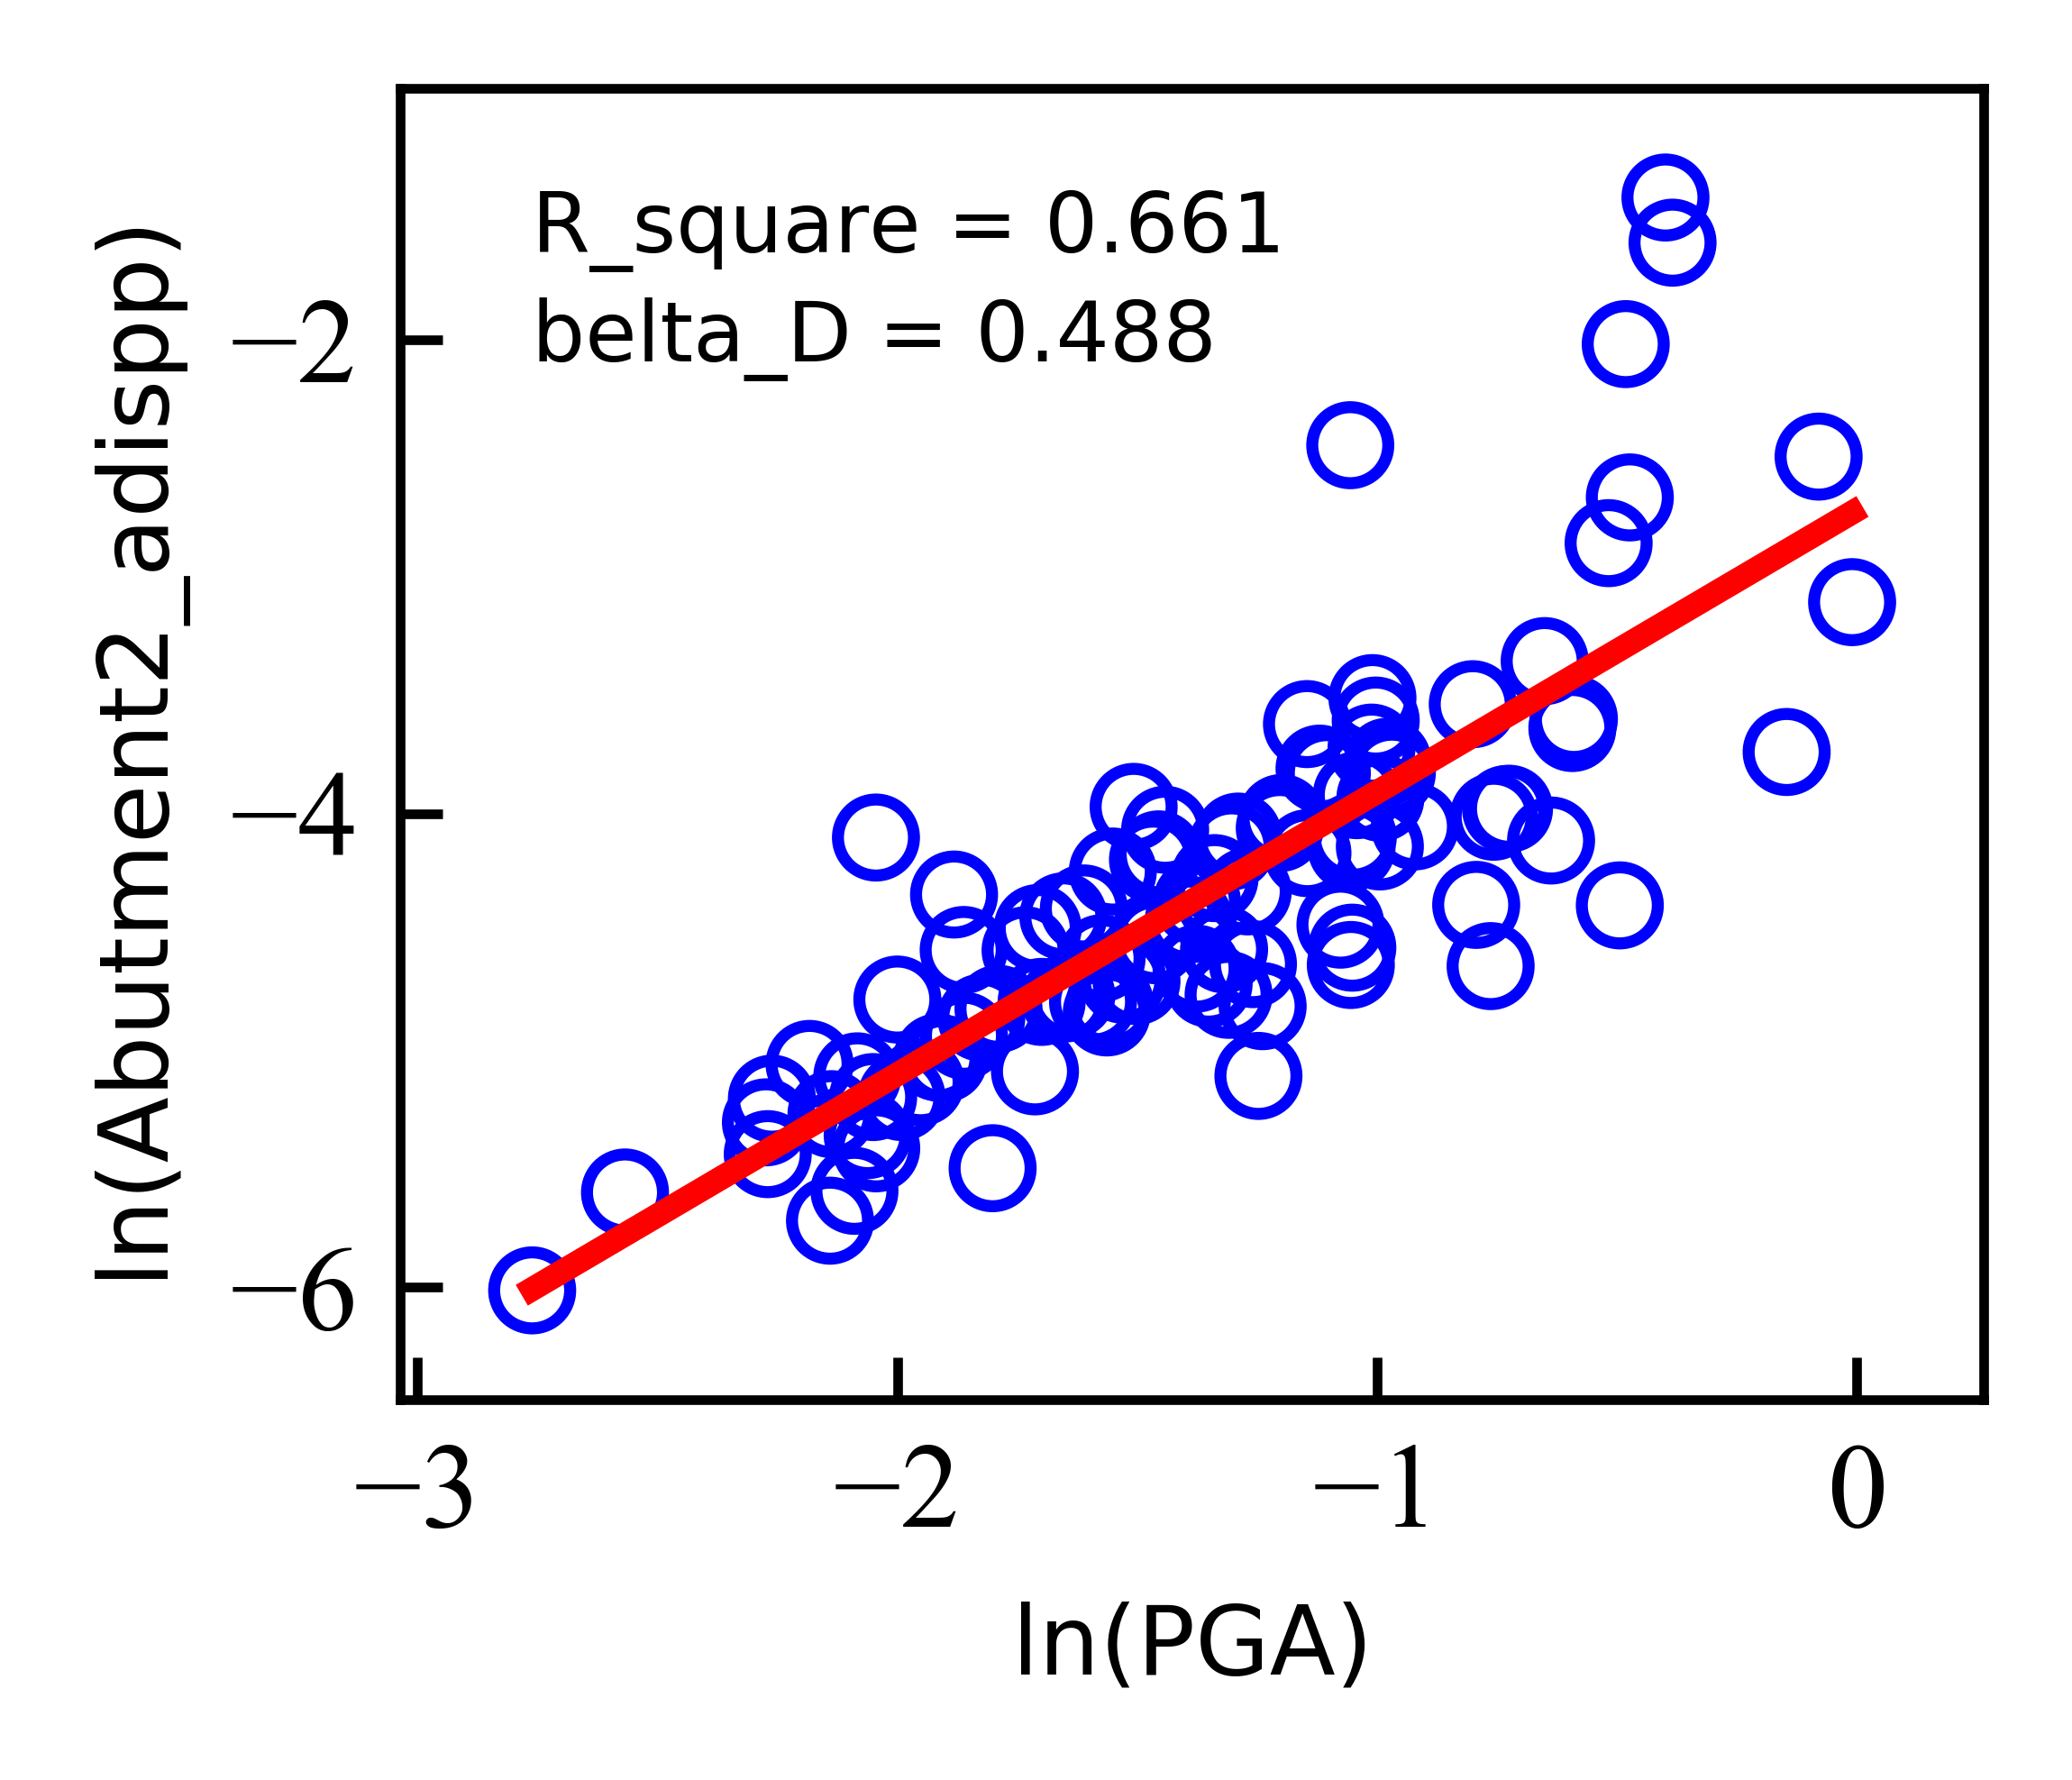 R_square = 0.661
belta_D = 0.488
ln(Abutment2_adispp)
−2
−4
−6
−3 −2 −1 0
ln(PGA)